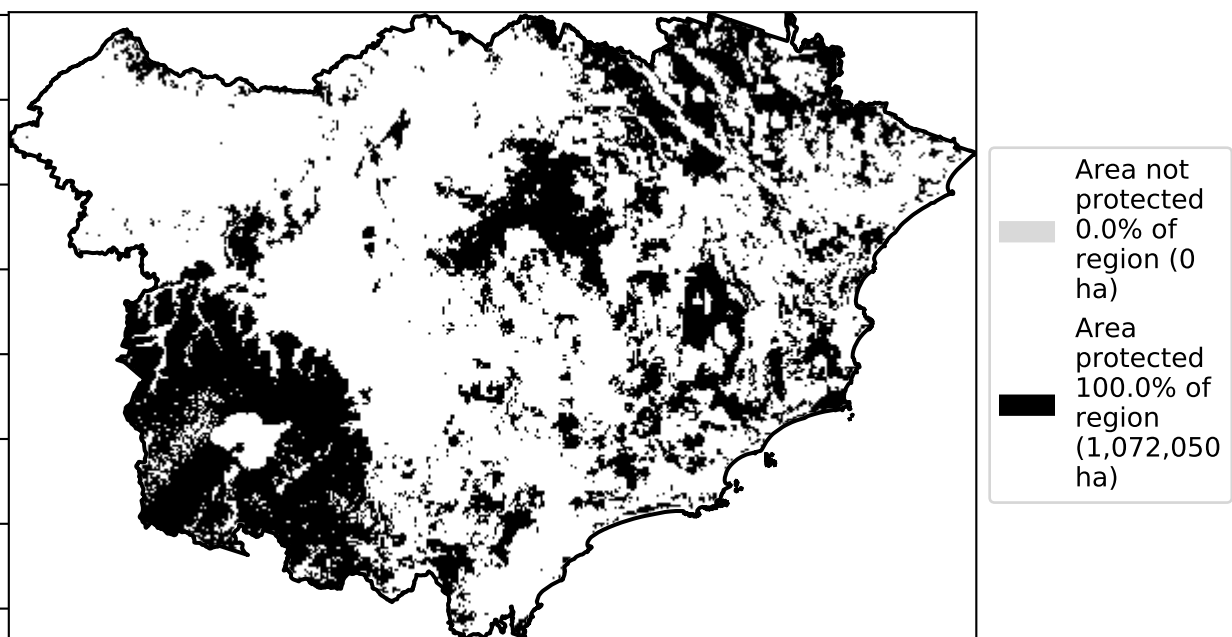 Area not
protected
0.0% of
region (0
ha)
Area
protected
100.0% of
region
(1,072,050
ha)